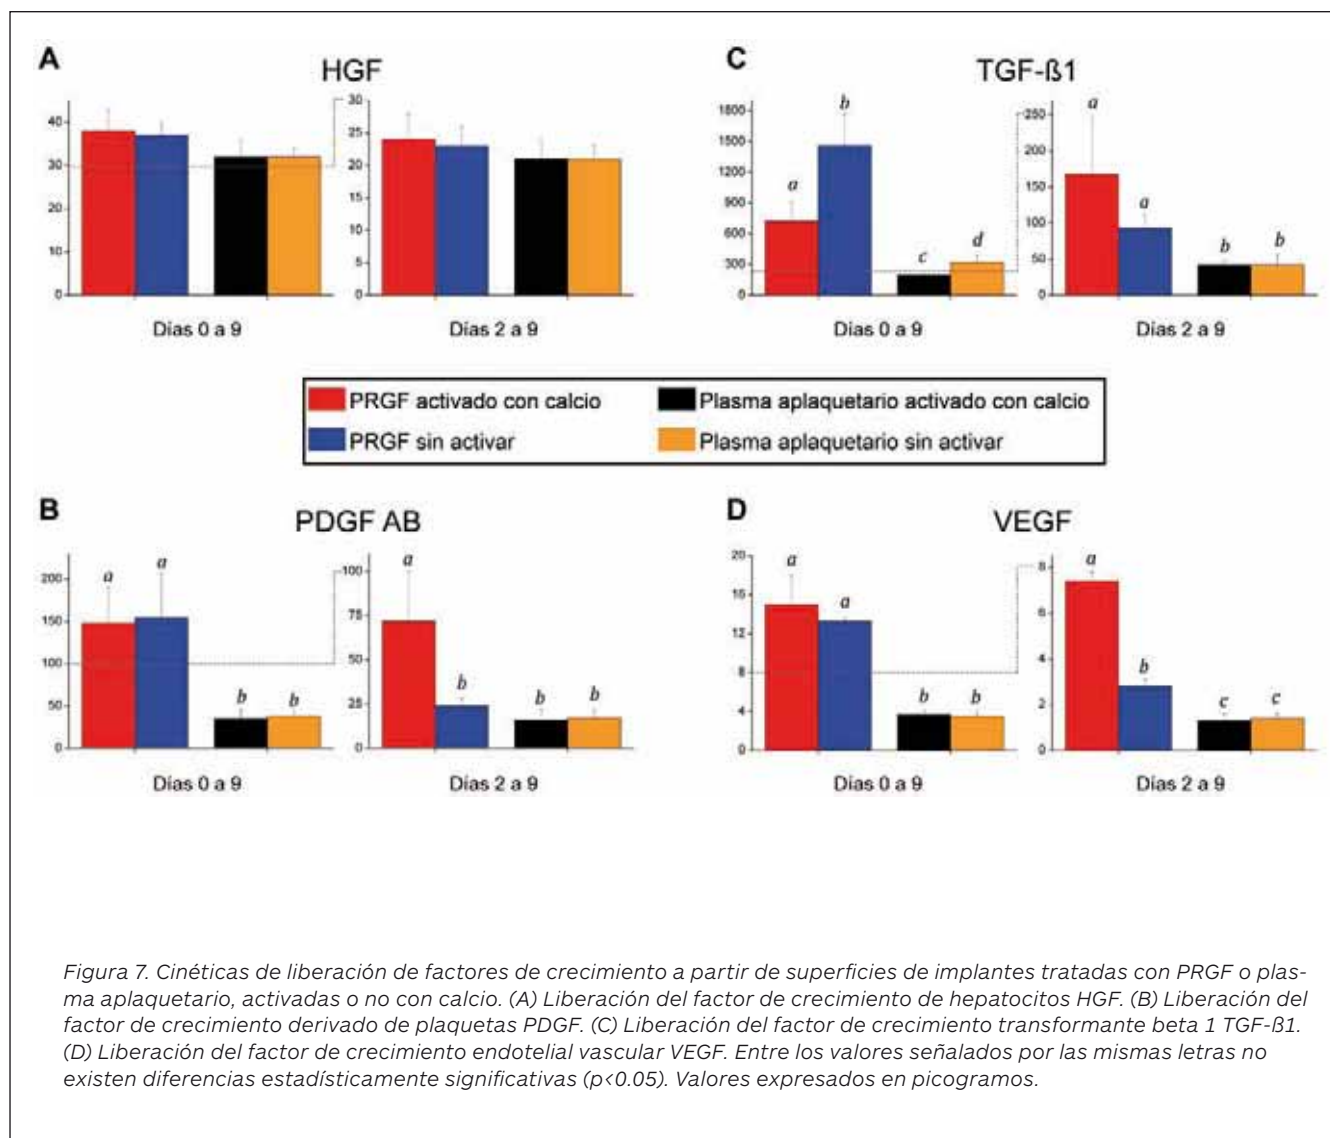 A
HGF
40
30
20
10
0
Días 0 a 9
30
25
20
15
10
5
0
Días 2 a 9
C
TGF-ß1
1800
1500
1200
900
600
300
0
a
b
c
d
Días 0 a 9
250
200
150
100
50
0
a
a
b
b
Días 2 a 9
PRGF activado con calcio
Plasma aplaquetario activado con calcio
PRGF sin activar
Plasma aplaquetario sin activar
B
PDGF AB
200
150
100
50
0
a
a
b
b
Días 0 a 9
100
75
50
25
0
a
b
b
b
Días 2 a 9
D
VEGF
20
16
12
8
4
0
a
a
b
b
Días 0 a 9
8
6
4
2
0
a
b
c
c
Días 2 a 9
Figura 7. Cinéticas de liberación de factores de crecimiento a partir de superficies de implantes tratadas con PRGF o plas-
ma aplaquetario, activadas o no con calcio. (A) Liberación del factor de crecimiento de hepatocitos HGF. (B) Liberación del
factor de crecimiento derivado de plaquetas PDGF. (C) Liberación del factor de crecimiento transformante beta 1 TGF-ß1.
(D) Liberación del factor de crecimiento endotelial vascular VEGF. Entre los valores señalados por las mismas letras no
existen diferencias estadísticamente significativas (p<0.05). Valores expresados en picogramos.